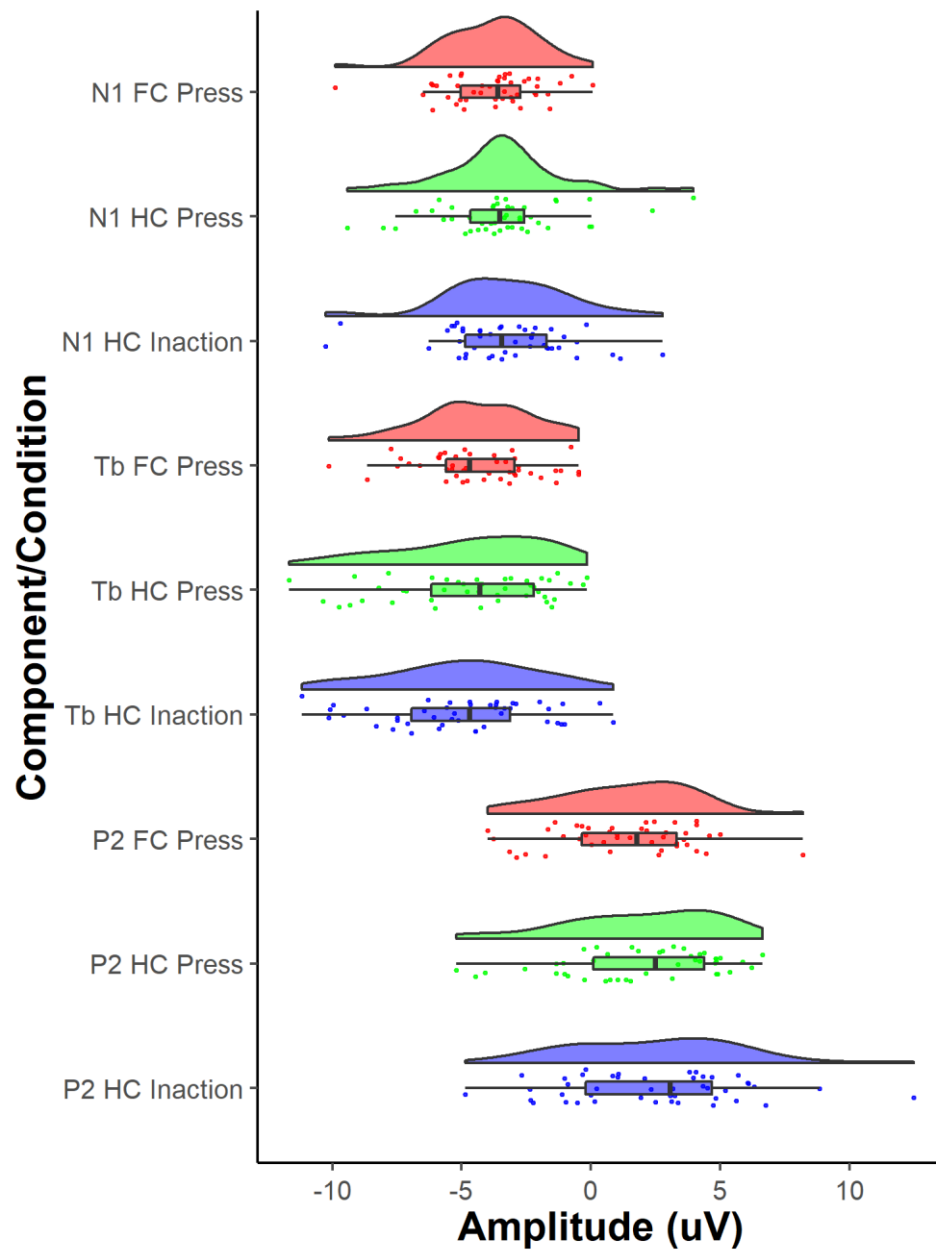 Component/Condition
N1 FC Press
N1 HC Press
N1 HC Inaction
Tb FC Press
Tb HC Press
Tb HC Inaction
P2 FC Press
P2 HC Press
P2 HC Inaction
-10 -5 0 5 10
Amplitude (uV)